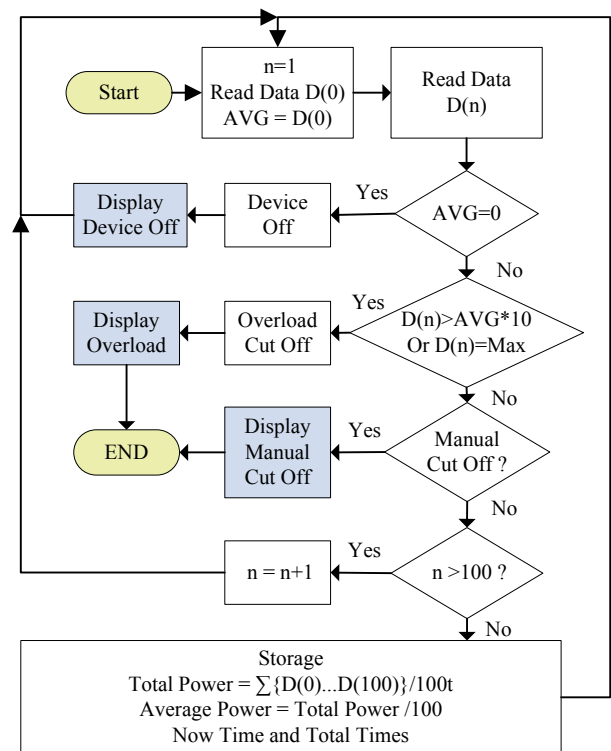 Start
n=1
Read Data D(0)
AVG = D(0)
Read Data
D(n)
Display
Device Off
Device
Off
Yes
AVG=0
No
Display
Overload
Overload
Cut Off
Yes
D(n)>AVG*10
Or D(n)=Max
No
END
Display
Manual
Cut Off
Yes
Manual
Cut Off ?
No
n = n+1
Yes
n >100 ?
No
Storage
Total Power = ∑{D(0)...D(100)}/100t
Average Power = Total Power /100
Now Time and Total Times